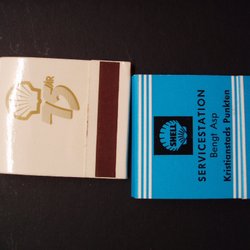 75 ÅR
SHELL
SERVICESTATION
Bengt Asp
Kristianstads Punkten